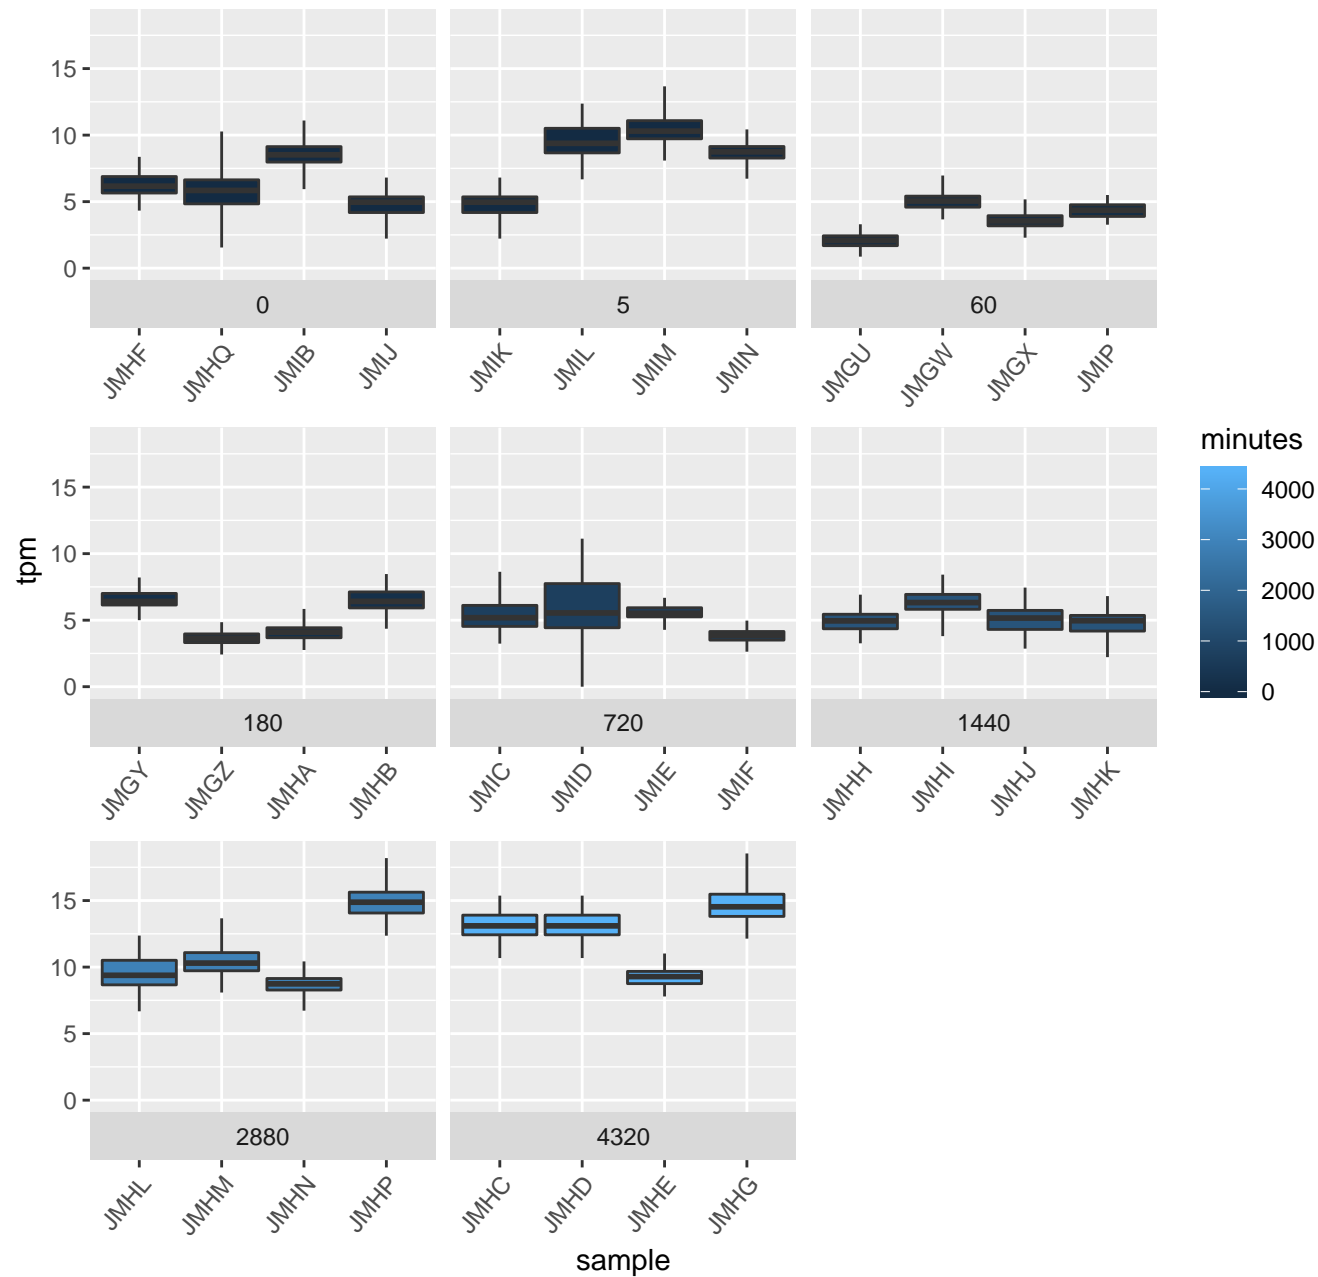 15
10
5
0
0
5
60
JMHF
JMHQ
JMIB
JMIJ
JMIK
JMIL
JMIM
JMIN
JMGU
JMGW
JMGX
JMIP
tpm
15
10
5
0
180
720
1440
JMGY
JMGZ
JMHA
JMHB
JMIC
JMID
JMIE
JMIF
JMHH
JMHI
JMHJ
JMHK
minutes
4000
3000
2000
1000
0
15
10
5
0
2880
4320
JMHL
JMHM
JMHN
JMHP
JMHC
JMHD
JMHE
JMHG
sample